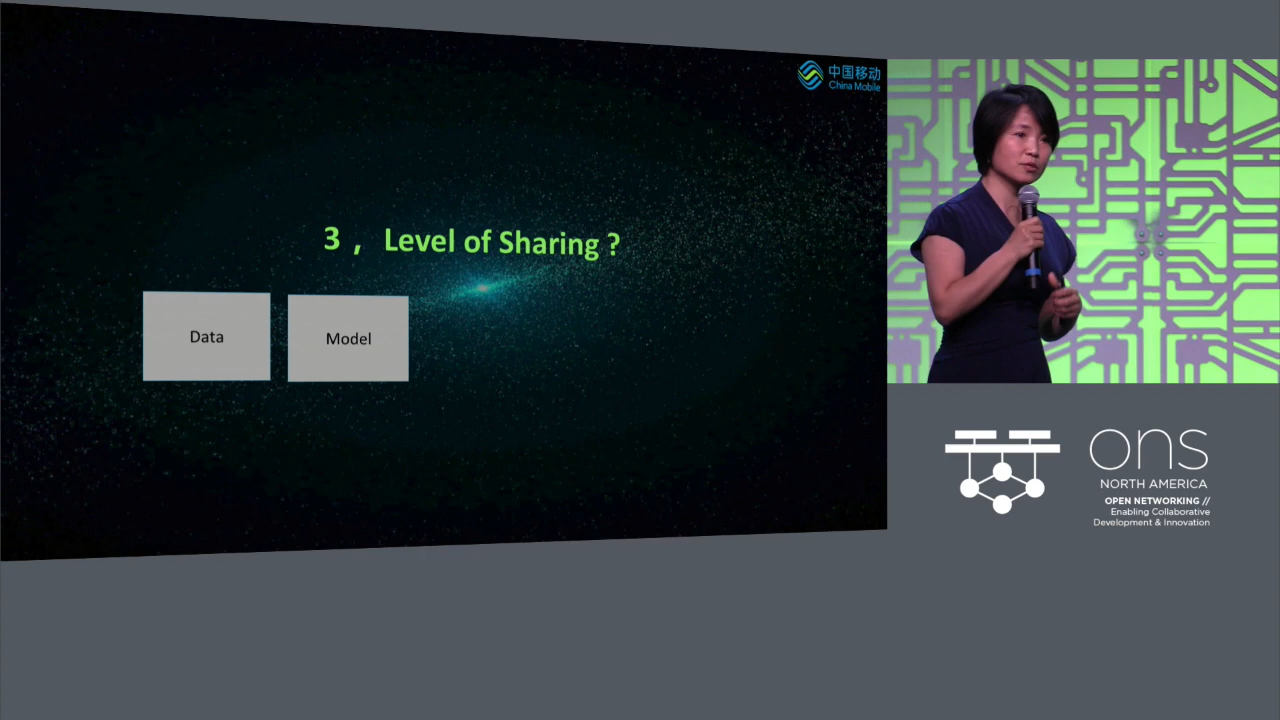 中国移动
China Mobile
3 , Level of Sharing ?
Data
Model
ons
NORTH AMERICA
OPEN NETWORKING //
Enabling Collaborative
Development & Innovation